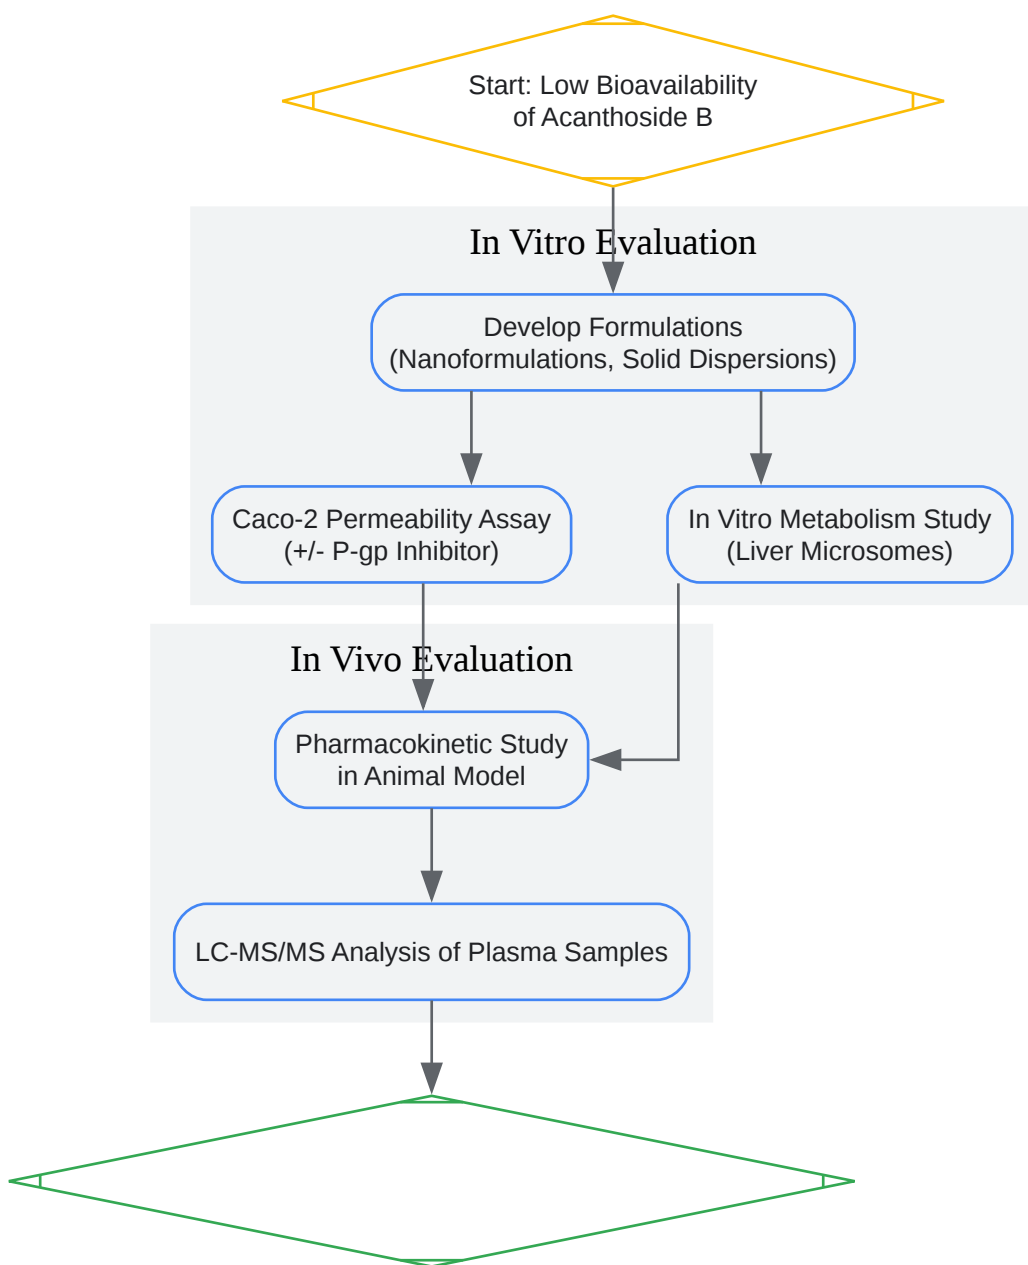 Start: Low Bioavailability
of Acanthoside B
In Vitro Evaluation
Develop Formulations
(Nanoformulations, Solid Dispersions)
Caco-2 Permeability Assay
(+/- P-gp Inhibitor)
In Vitro Metabolism Study
(Liver Microsomes)
In Vivo Evaluation
Pharmacokinetic Study
in Animal Model
LC-MS/MS Analysis of Plasma Samples